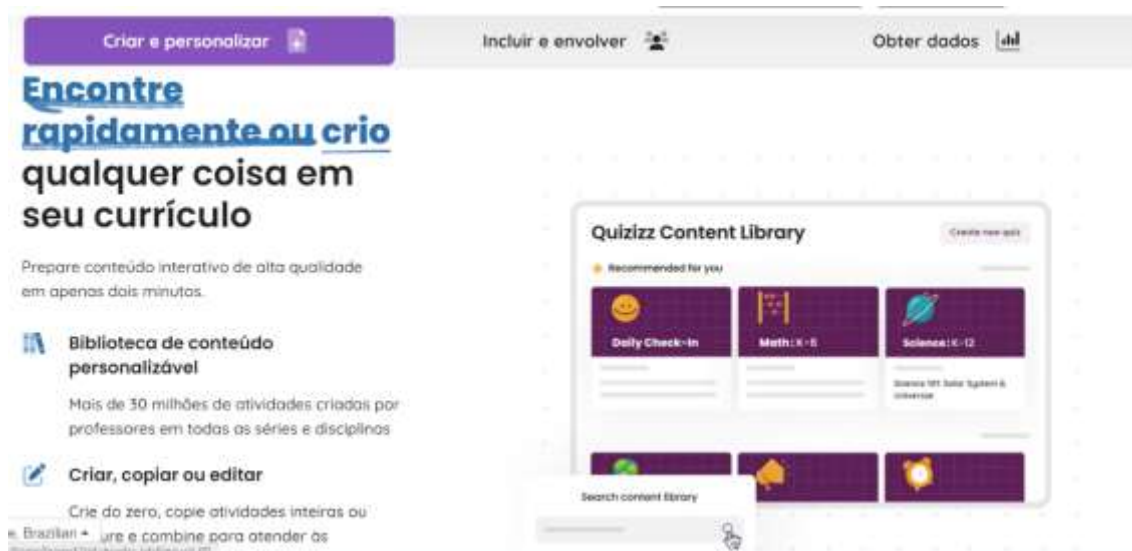 Criar e personalizar
Incluir e envolver
Obter dados
Encontre
rapidamente ou crio
qualquer coisa em
seu currículo
Prepare conteúdo interativo de alta qualidade
em apenas dois minutos.
Biblioteca de conteúdo
personalizável
Mais de 30 milhões de atividades criadas por
professores em todas as séries e disciplinas
Criar, copiar ou editar
Crie do zero, copie atividades inteiras ou
ure e combine para atender às
Brazilian
Quizizz Content Library
Create new quiz
Recommended for you
Daily Check-In
Math: K-5
Science: K-12
Science 101: Solar System &
Universe
Search content library